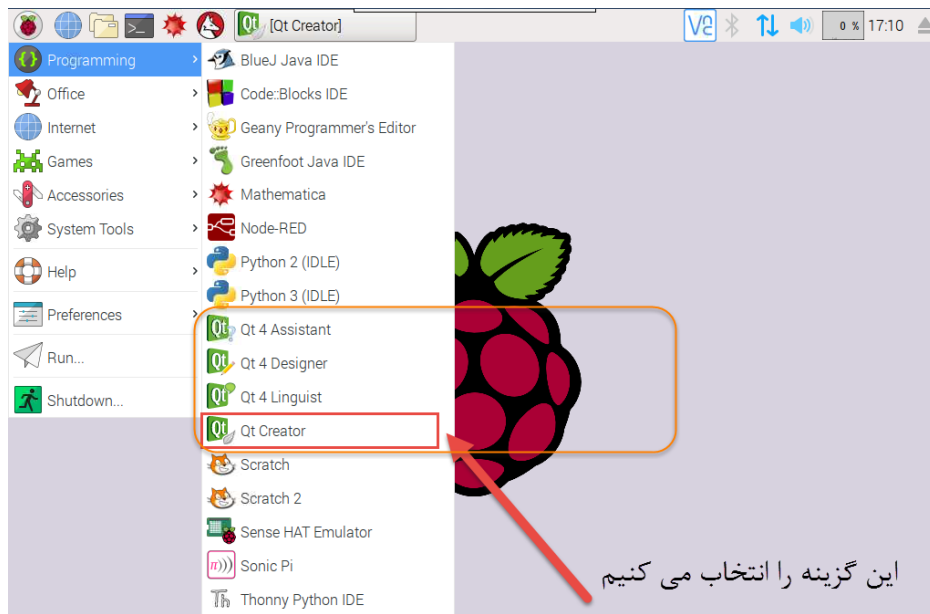 [Qt Creator]
V2
0 %
17:10
Programming
Office
Internet
Games
Accessories
System Tools
Help
Preferences
Run...
Shutdown...
BlueJ Java IDE
Code::Blocks IDE
Geany Programmer's Editor
Greenfoot Java IDE
Mathematica
Node-RED
Python 2 (IDLE)
Python 3 (IDLE)
Qt 4 Assistant
Qt 4 Designer
Qt 4 Linguist
Qt Creator
Scratch
Scratch 2
Sense HAT Emulator
Sonic Pi
Thonny Python IDE
این گزینه را انتخاب می کنیم